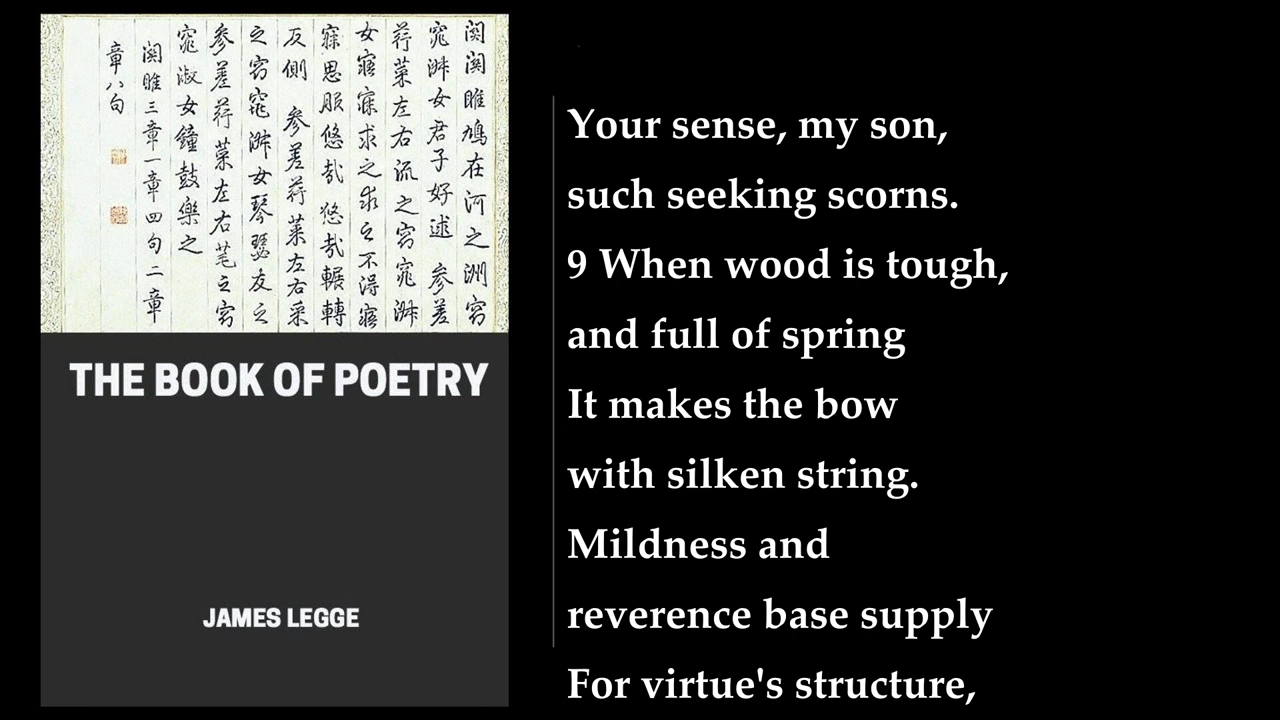 關關雎鳩在河之洲窈
窕淑女君子好逑 參差
荇菜左右流之窈窕淑
女寤寐求之求之不得寤
寐思服悠哉悠哉輾轉
反側 參差荇菜左右采
之窈窕淑女琴瑟友之
參差荇菜左右芼之窈
窕淑女鐘鼓樂之
關雎三章一章四句二章
章八句
THE BOOK OF POETRY
JAMES LEGGE
Your sense, my son,
such seeking scorns.
9 When wood is tough,
and full of spring
It makes the bow
with silken string.
Mildness and
reverence base supply
For virtue's structure,